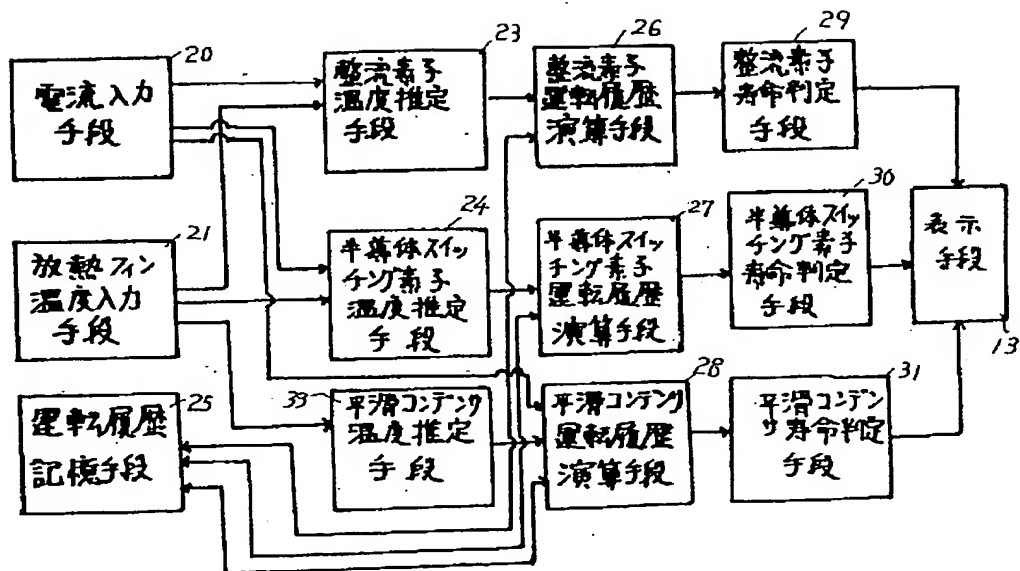 20
電流入力
手段
23
整流素子
温度推定
手段
26
整流素子
運転履歴
演算手段
29
整流素子
寿命判定
手段
21
放熱フィン
温度入力
手段
24
半導体スイッ
チング素子
温度推定
手段
27
半導体スイッ
チング素子
運転履歴
演算手段
30
半導体スイッ
チング素子
寿命判定
手段
表示
手段
13
25
運転履歴
記憶手段
33
平滑コンデンサ
温度推定
手段
28
平滑コンデンサ
運転履歴
演算手段
31
平滑コンデン
サ寿命判定
手段